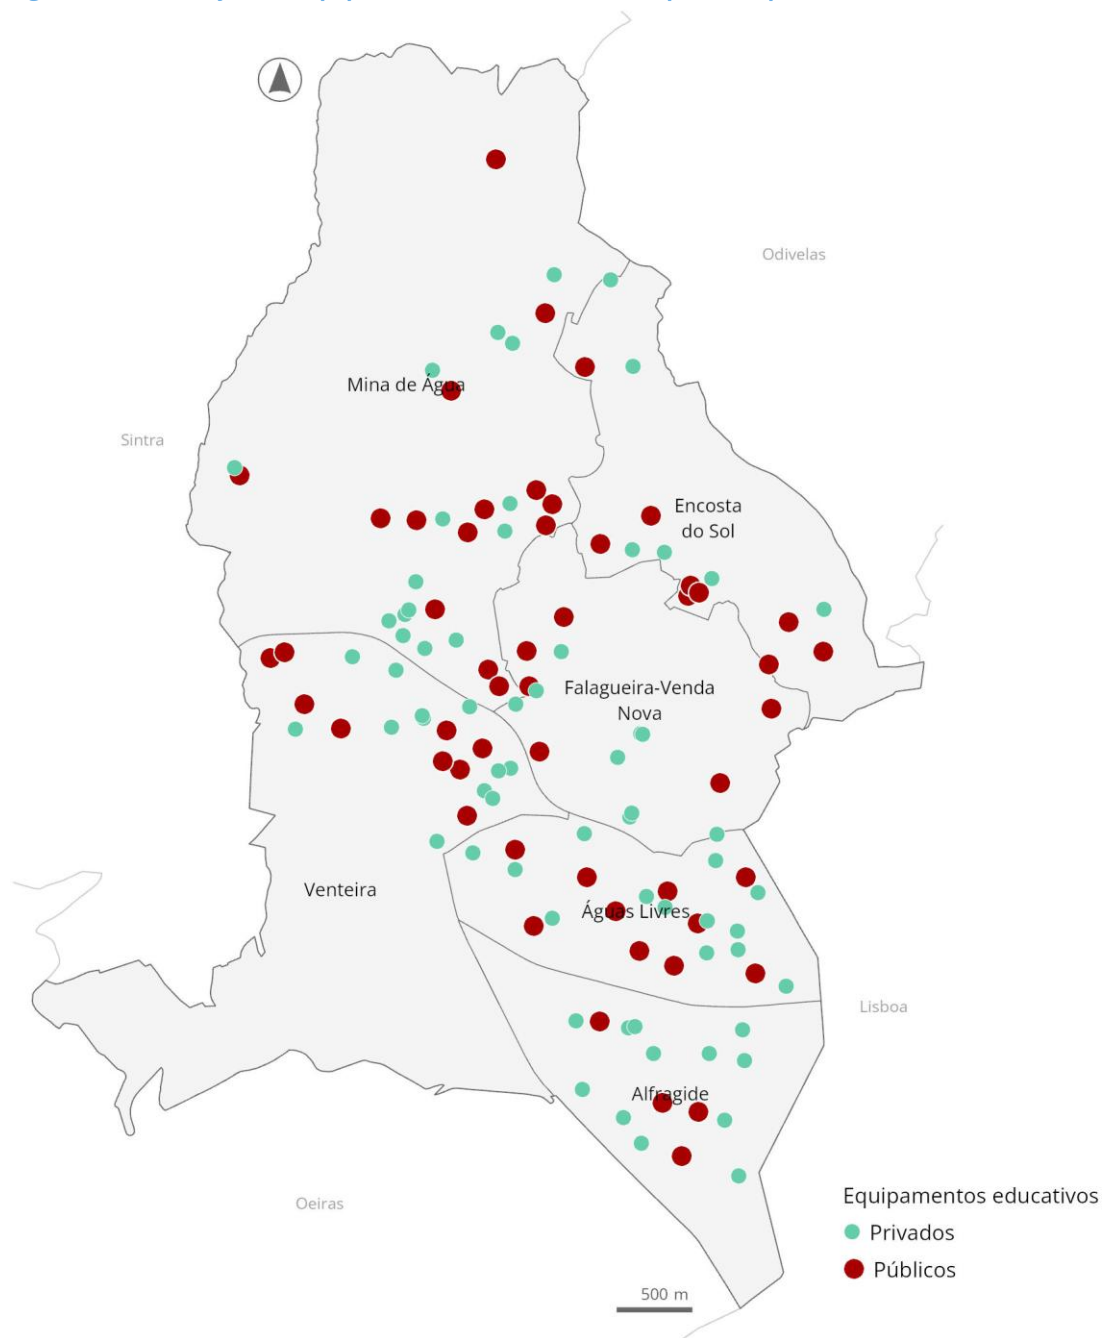 Odivelas
Mina de Água
Sintra
Encosta
do Sol
Falagueira-Venda
Nova
Venteira
Águas Livres
Lisboa
Alfragide
Oeiras
Equipamentos educativos
Privados
Públicos
500 m